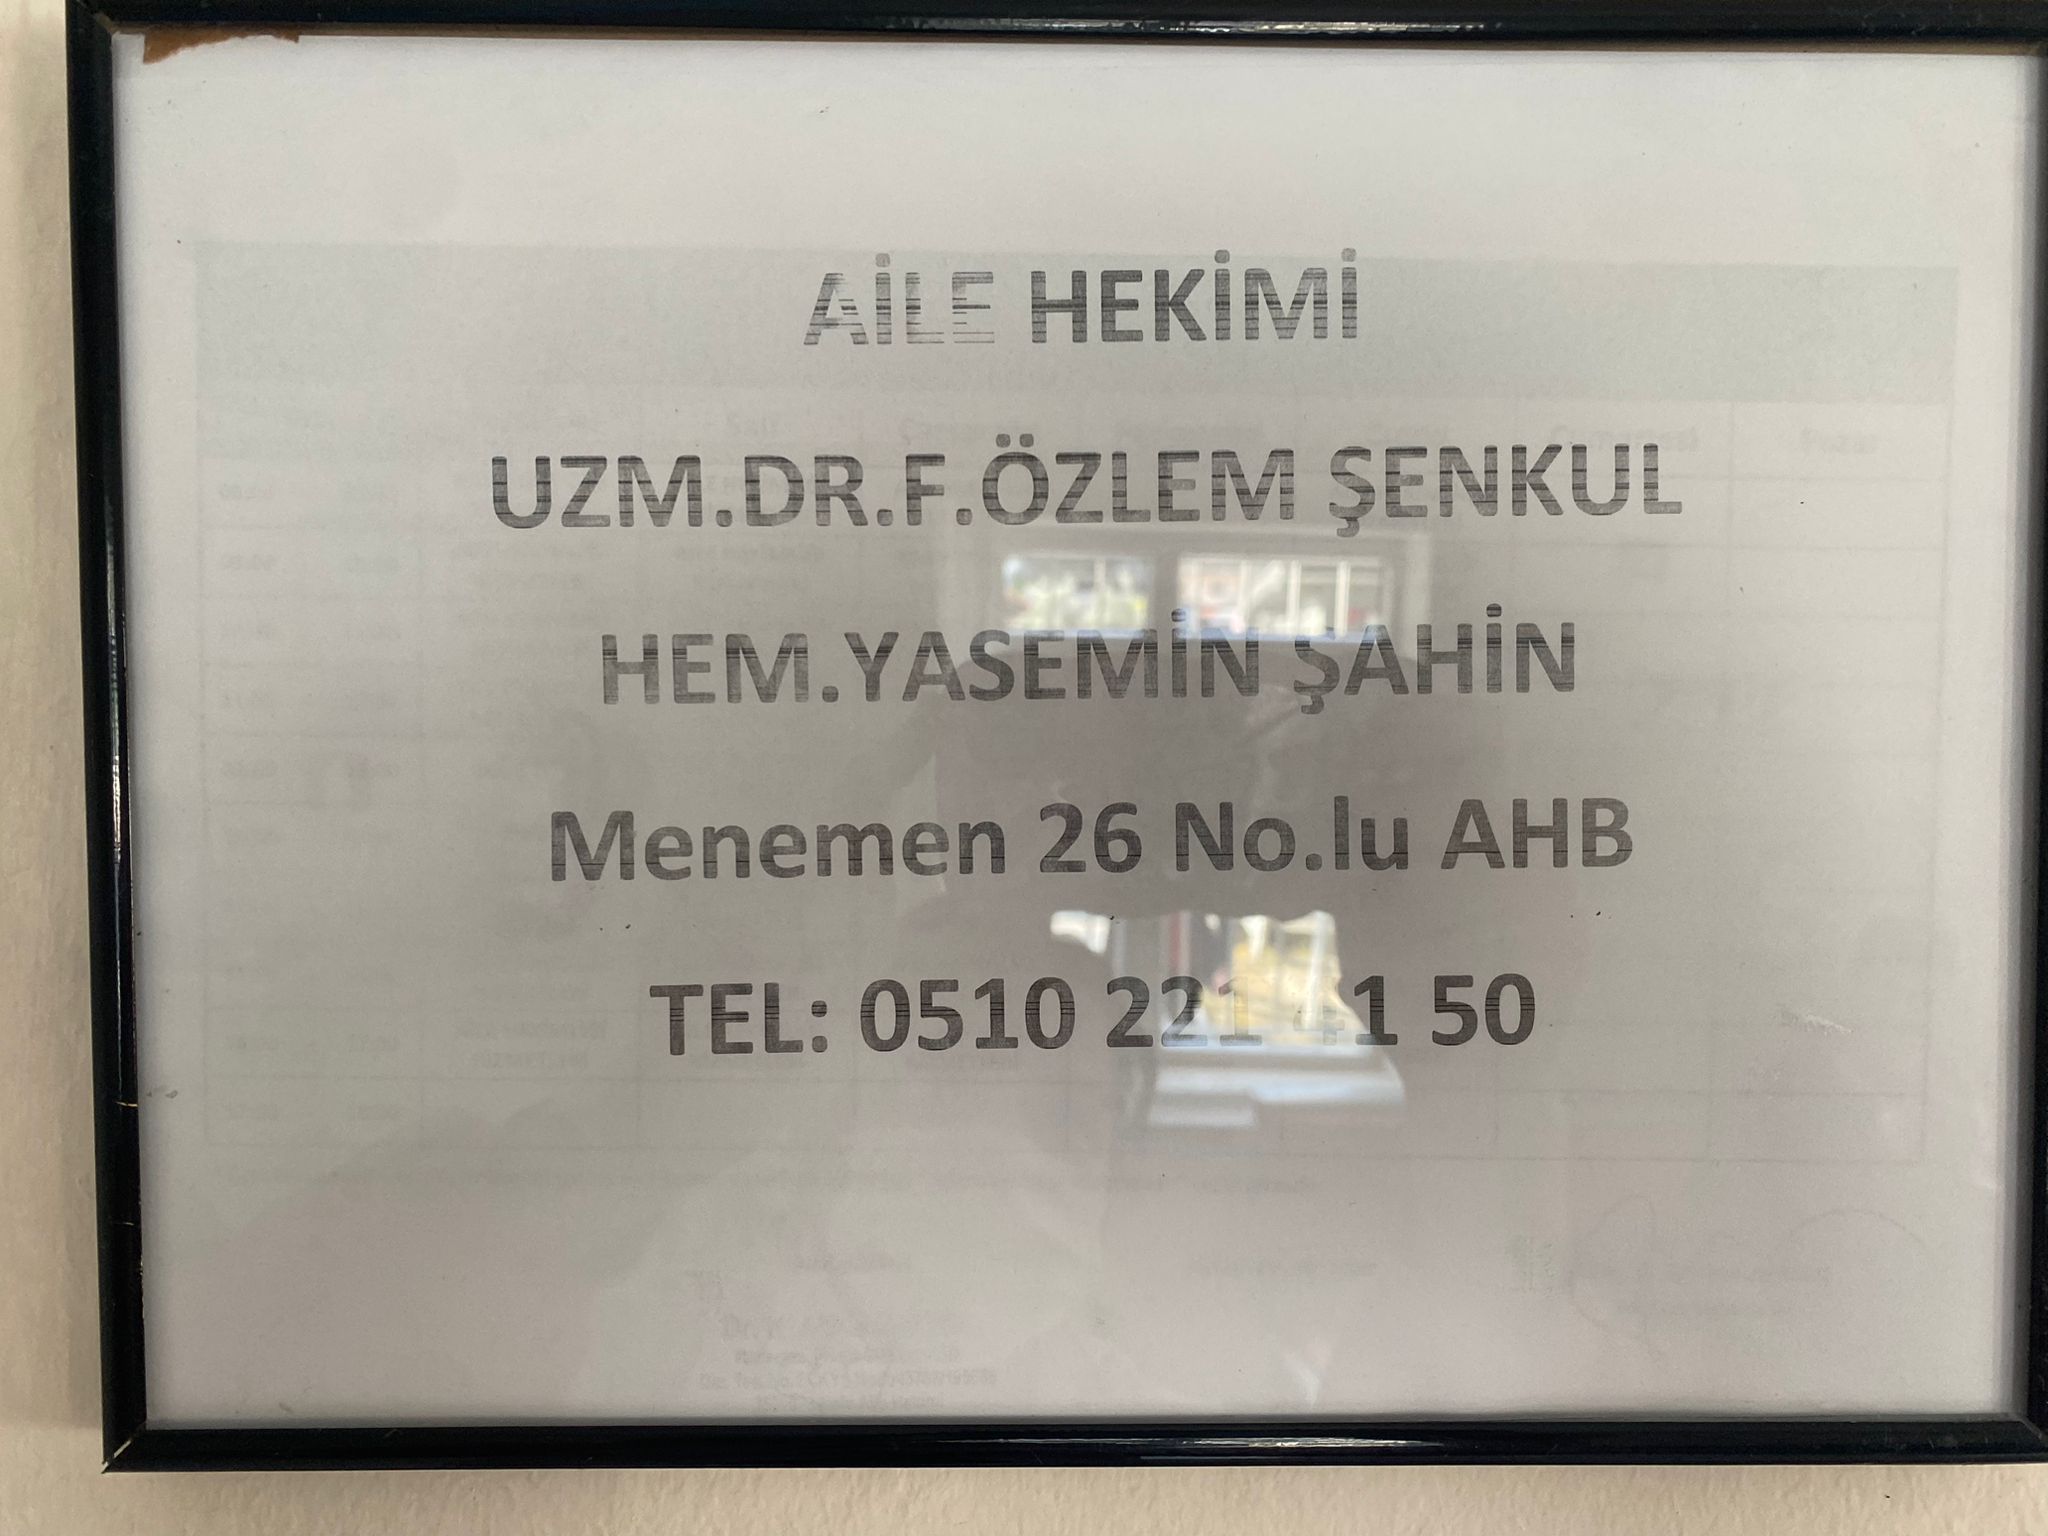 AİLE HEKİMİ
UZM.DR.F.ÖZLEM ŞENKUL
HEM.YASEMİN ŞAHİN
Menemen 26 No.lu AHB
TEL: 0510 221 41 50